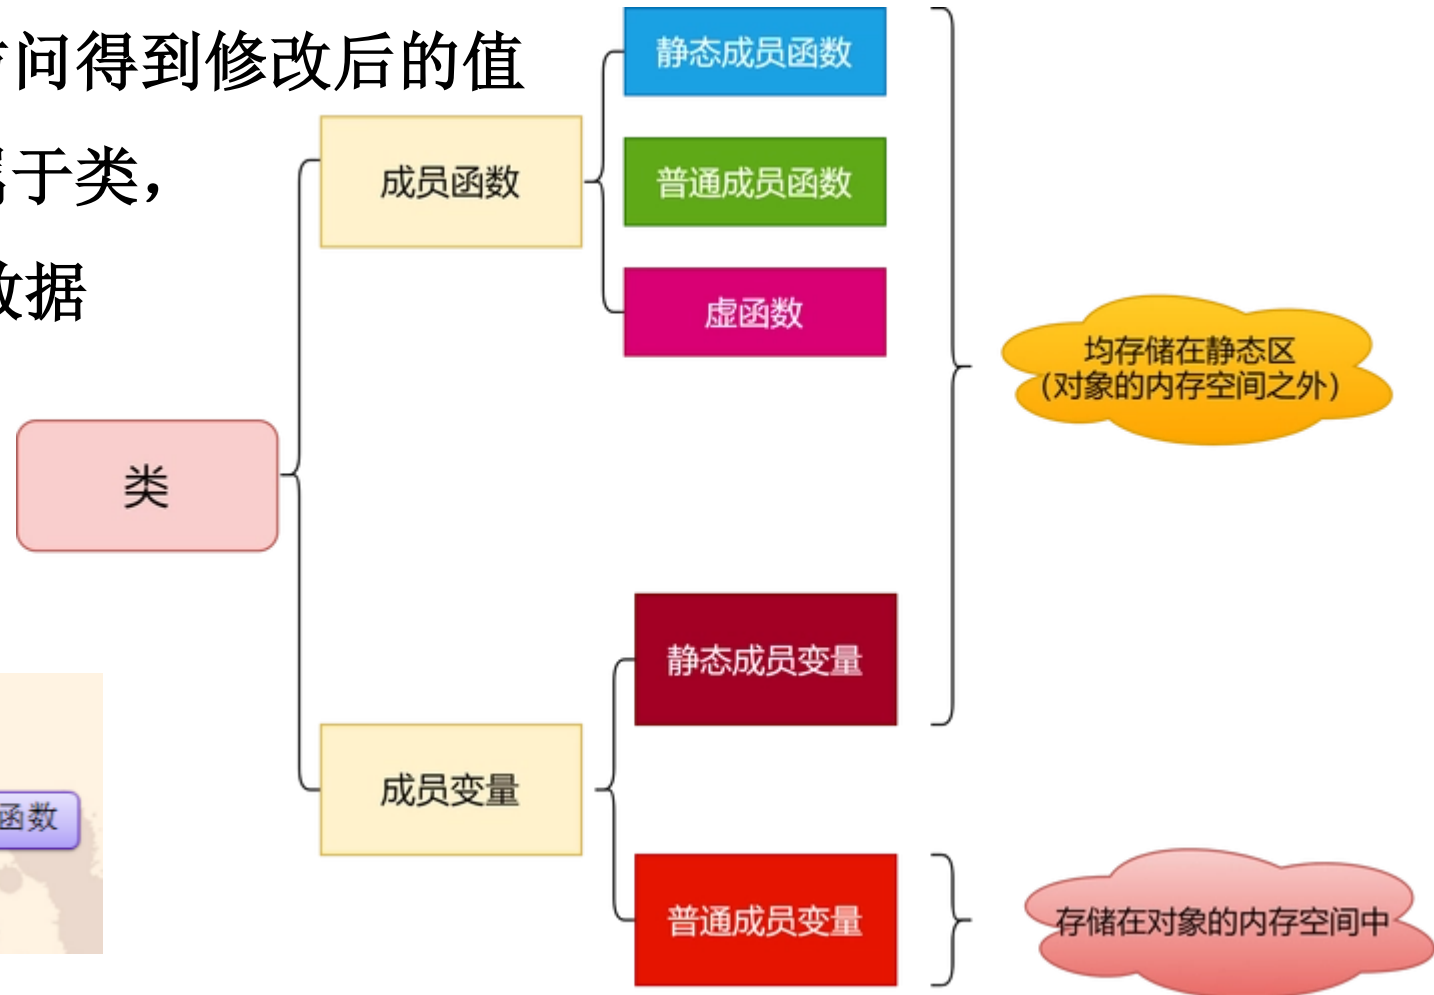 问得到修改后的值
于类，
数据
类
成员函数
静态成员函数
普通成员函数
虚函数
均存储在静态区
(对象的内存空间之外)
成员变量
静态成员变量
普通成员变量
存储在对象的内存空间中
函数